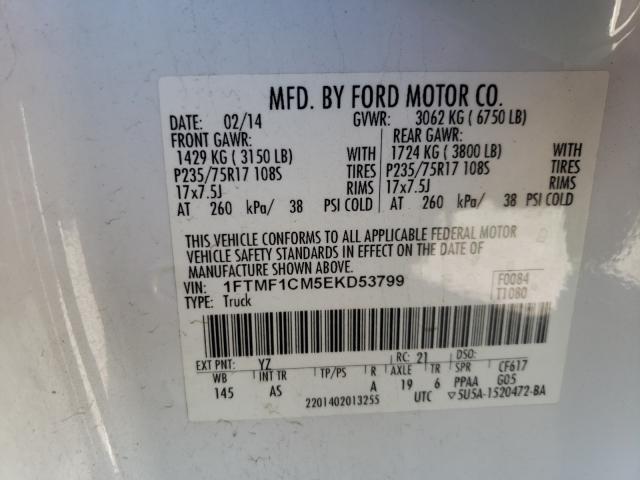 MFD. BY FORD MOTOR CO.
DATE: 02/14 GVWR: 3062 KG ( 6750 LB)
FRONT GAWR: REAR GAWR:
1429 KG ( 3150 LB) WITH 1724 KG ( 3800 LB) WITH
P235/75R17 108S TIRES P235/75R17 108S TIRES
17x7.5J RIMS 17x7.5J RIMS
AT 260 kPa/ 38 PSI COLD AT 260 kPa/ 38 PSI COLD
THIS VEHICLE CONFORMS TO ALL APPLICABLE FEDERAL MOTOR
VEHICLE SAFETY STANDARDS IN EFFECT ON THE DATE OF
MANUFACTURE SHOWN ABOVE.
VIN: 1FTMF1CM5EKD53799 F0084
TYPE: Truck T1080
EXT PNT: YZ RC: 21 DSO:
WB INT TR TP/PS R AXLE TR SPR CF617
145 AS A 19 6 PPAA G05
2201402013255 UTC ▽5U5A-1520472-BA